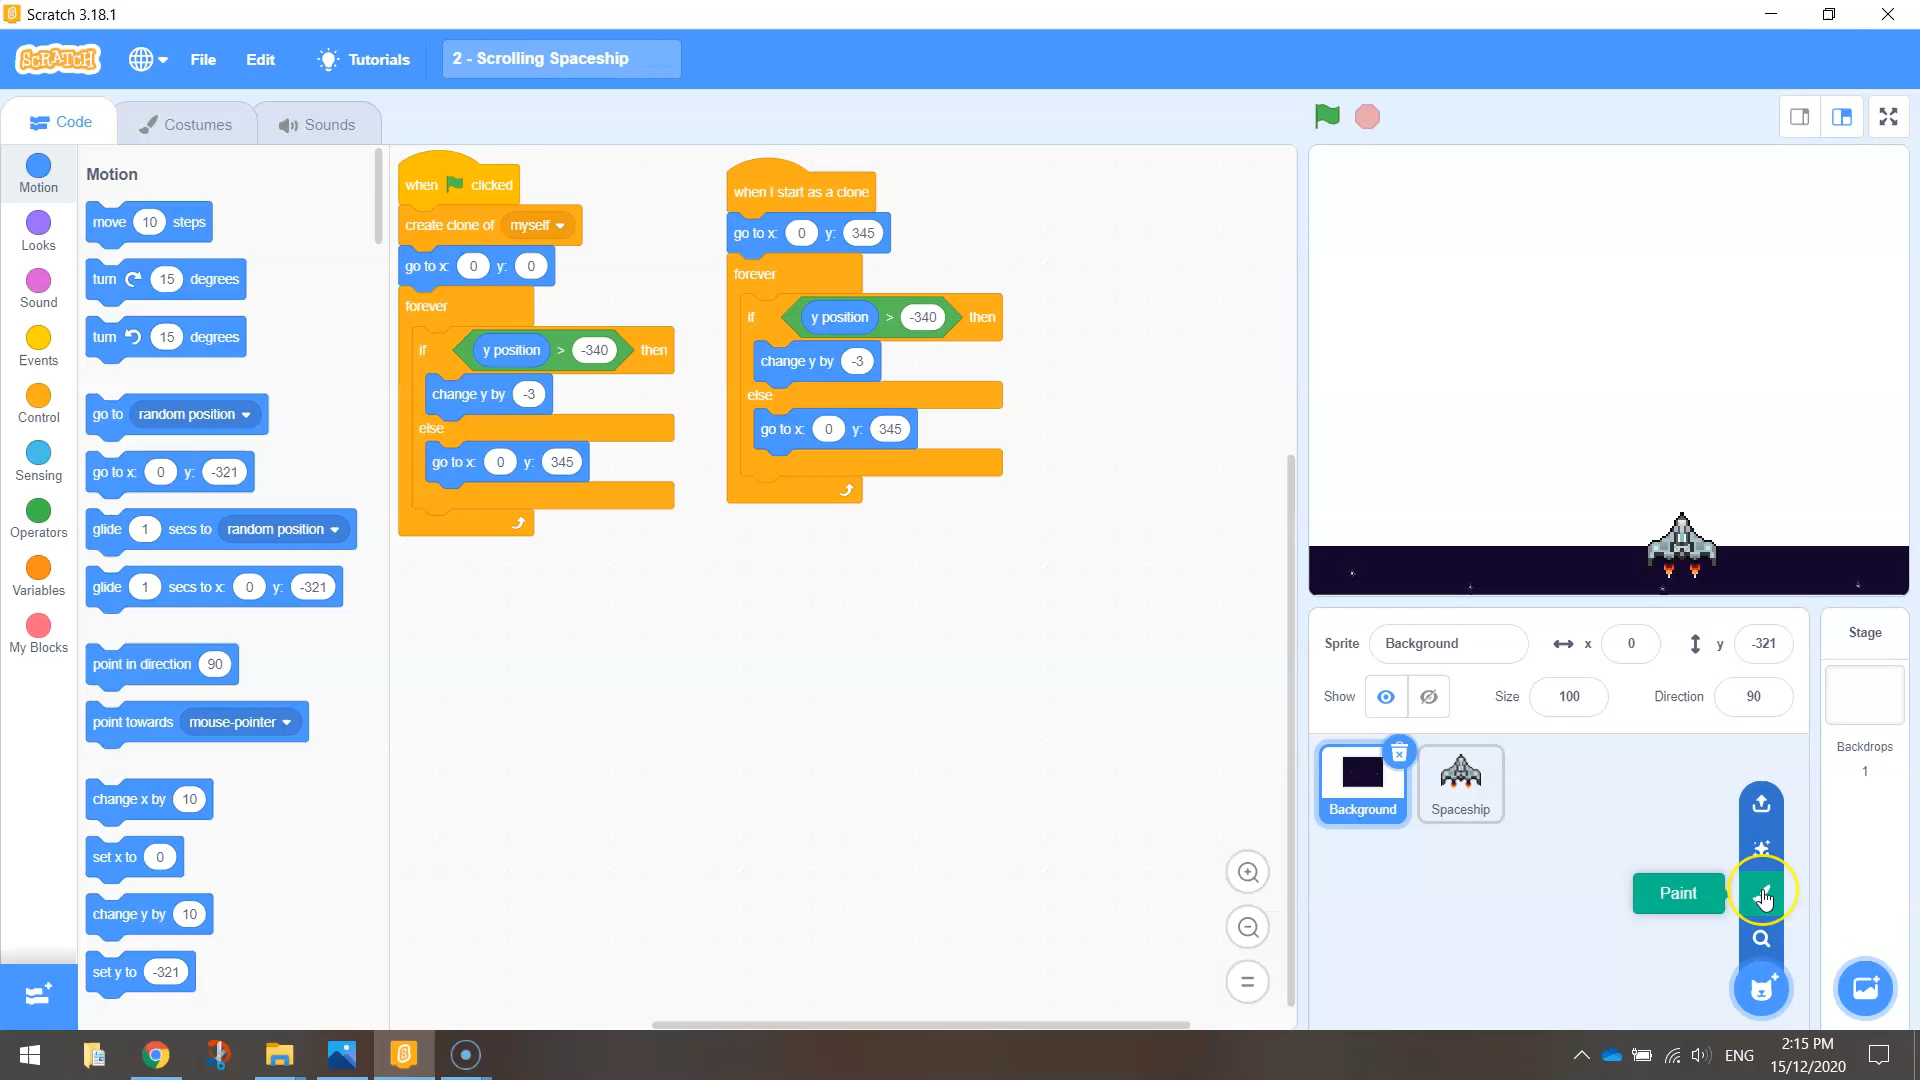 Scratch 3.18.1
SCRATCH
File
Edit
Tutorials
2 - Scrolling Spaceship
Code
Costumes
Sounds
Motion
Looks
Sound
Events
Control
Sensing
Operators
Variables
My Blocks
Motion
move 10 steps
turn 15 degrees
turn 15 degrees
go to random position
go to x: 0 y: -321
glide 1 secs to random position
glide 1 secs to x: 0 y: -321
point in direction 90
point towards mouse-pointer
change x by 10
set x to 0
change y by 10
set y to -321
when clicked
create clone of myself
go to x: 0 y: 0
forever
if y position > -340 then
change y by -3
else
go to x: 0 y: 345
when I start as a clone
go to x: 0 y: 345
forever
if y position > -340 then
change y by -3
else
go to x: 0 y: 345
Sprite Background x 0 y -321
Show Size 100 Direction 90
Background
Spaceship
Paint
Stage
Backdrops
1
ENG
2:15 PM
15/12/2020